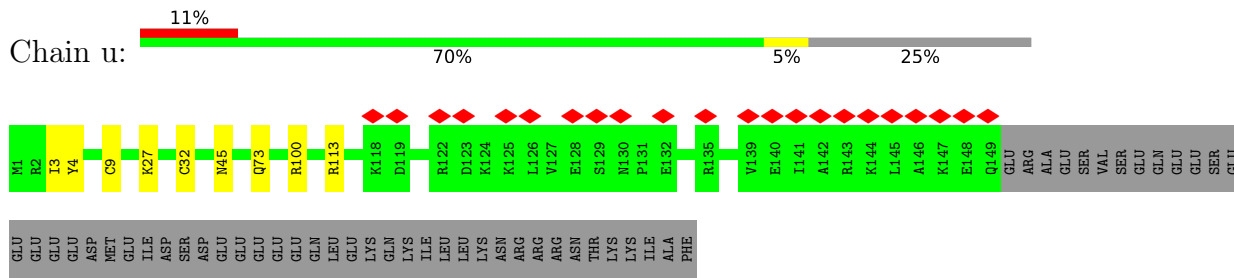 11%
Chain u:
70% 5% 25%
M1 R2 I3 Y4 C9 K27 C32 N45 Q73 R100 R113 K118 D119 R122 D123 K124 K125 L126 V127 E128 S129 N130 P131 E132 R135 V139 E140 I141 A142 R143 K144 L145 A146 K147 E148 Q149 GLU ARG ALA GLU SER VAL SER GLU GLN GLU GLU SER GLU
GLU GLU GLU GLU ASP MET GLU ILE ASP SER ASP GLU GLU GLU GLU GLU GLN LEU GLU LYS GLN LYS ILE LEU LEU LYS ASN ARG ARG ARG ASN THR LYS LYS ILE ALA PHE